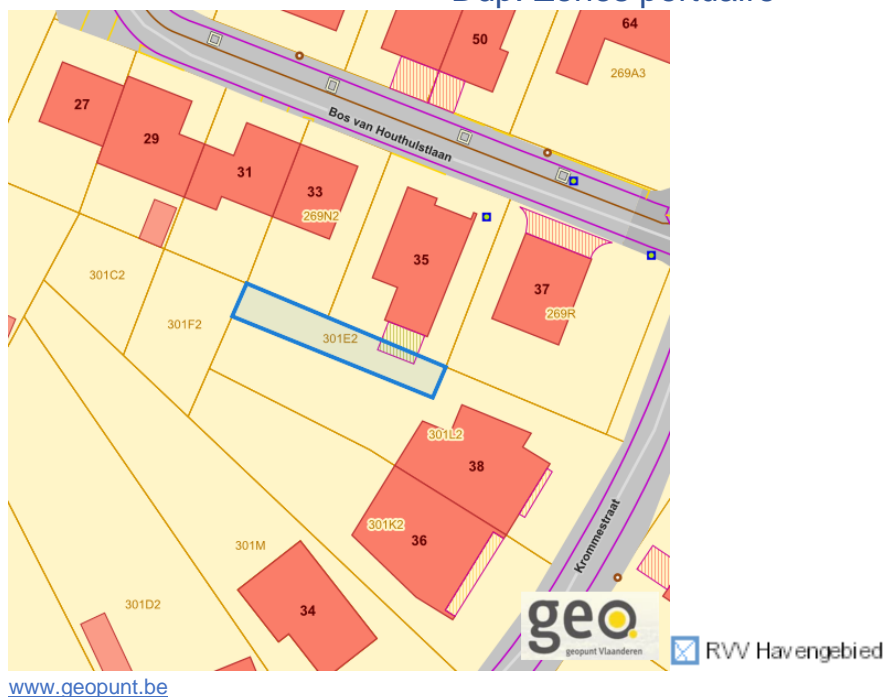 50
64
269A3
27
29
31
33
269N2
Bos van Houthulstlaan
35
37
269R
301C2
301F2
301E2
301L2
38
301K2
36
Krommestraat
301M
301D2
34
geo
geopunt Vlaanderen
RVV Havengebied
www.geopunt.be